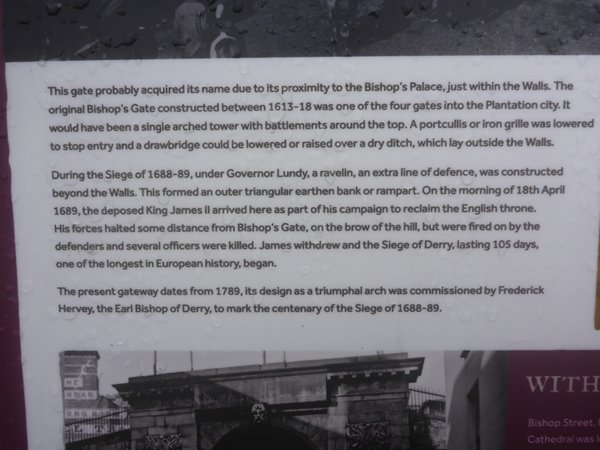 This gate probably acquired its name due to its proximity to the Bishop's Palace, just within the Walls. The
original Bishop's Gate constructed between 1613-18 was one of the four gates into the Plantation city. It
would have been a single arched tower with battlements around the top. A portcullis or iron grille was lowered
to stop entry and a drawbridge could be lowered or raised over a dry ditch, which lay outside the Walls.
During the Siege of 1688-89, under Governor Lundy, a ravelin, an extra line of defence, was constructed
beyond the Walls. This formed an outer triangular earthen bank or rampart. On the morning of 18th April
1689, the deposed King James II arrived here as part of his campaign to reclaim the English throne.
His forces halted some distance from Bishop's Gate, on the brow of the hill, but were fired on by the
defenders and several officers were killed. James withdrew and the Siege of Derry, lasting 105 days,
one of the longest in European history, began.
The present gateway dates from 1789, its design as a triumphal arch was commissioned by Frederick
Hervey, the Earl Bishop of Derry, to mark the centenary of the Siege of 1688-89.
WITH
Bishop Street,
Cathedral was